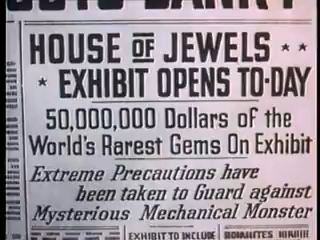 HOUSE OF JEWELS **
* EXHIBIT OPENS TO-DAY
50,000,000 Dollars of the
World's Rarest Gems On Exhibit
Extreme Precautions have
been taken to Guard against
Mysterious Mechanical Monster
EXHIBIT TO INCLUDE